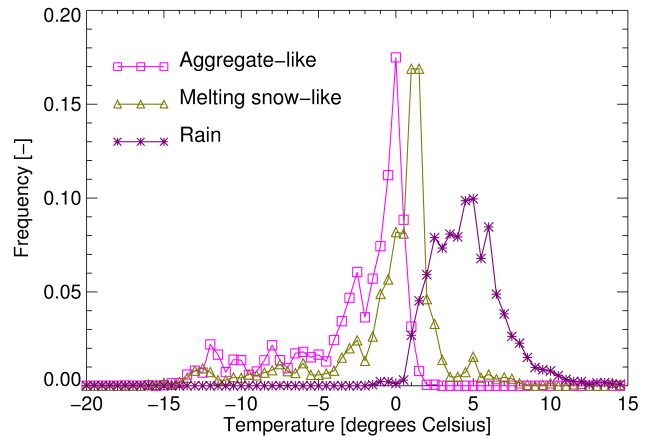 0.20
0.15
0.10
0.05
0.00
Frequency [−]
Aggregate−like
Melting snow−like
Rain
−20 −15 −10 −5 0 5 10 15
Temperature [degrees Celsius]